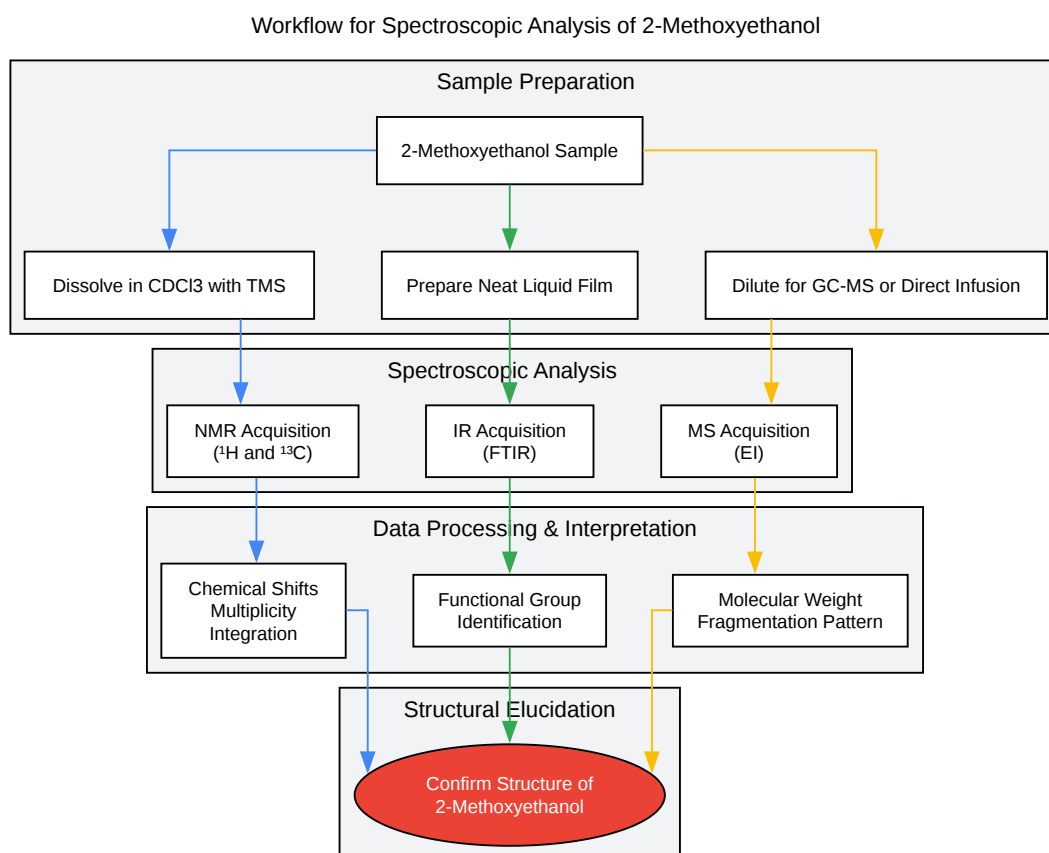 Workflow for Spectroscopic Analysis of 2-Methoxyethanol
Sample Preparation
2-Methoxyethanol Sample
Dissolve in CDCl3 with TMS
Prepare Neat Liquid Film
Dilute for GC-MS or Direct Infusion
Spectroscopic Analysis
NMR Acquisition
(¹H and ¹³C)
IR Acquisition
(FTIR)
MS Acquisition
(EI)
Data Processing & Interpretation
Chemical Shifts
Multiplicity
Integration
Functional Group
Identification
Molecular Weight
Fragmentation Pattern
Structural Elucidation
Confirm Structure of
2-Methoxyethanol